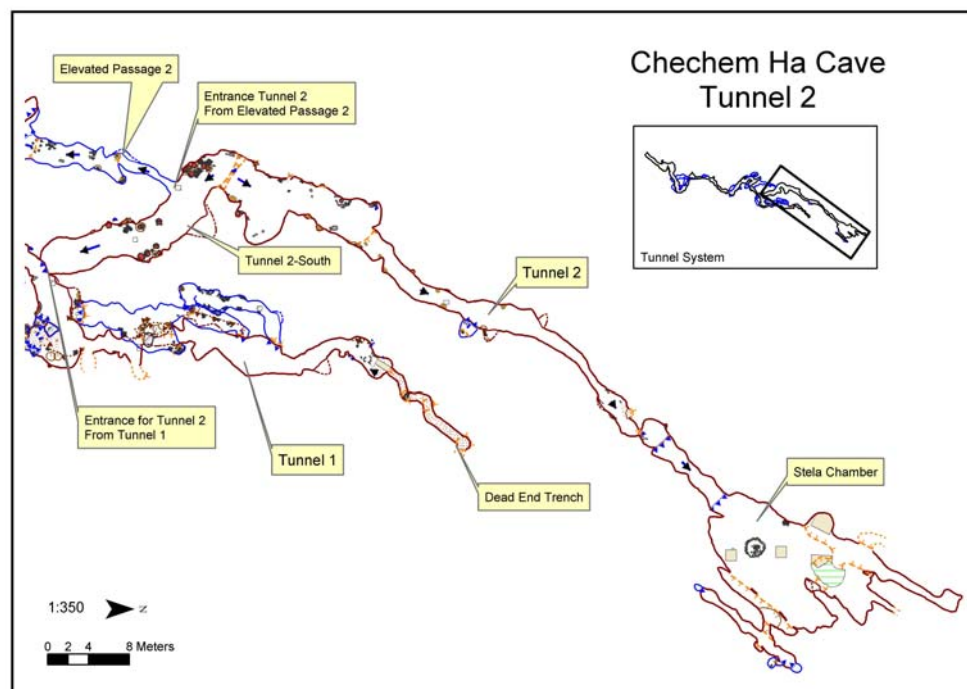 Chechem Ha Cave
Tunnel 2
Tunnel System
Elevated Passage 2
Entrance Tunnel 2
From Elevated Passage 2
Tunnel 2-South
Tunnel 2
Entrance for Tunnel 2
From Tunnel 1
Tunnel 1
Dead End Trench
Stela Chamber
1:350
N
0 2 4 8 Meters